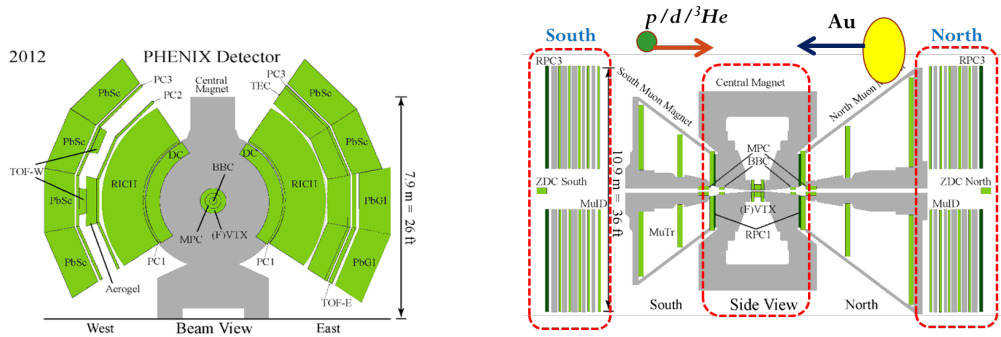 2012
PHENIX Detector
Central
Magnet
PC3
PC2
PbSc
PbSc
PbSc
PbSc
TOF-W
Aerogel
RICH
DC
PC1
BBC
MPC
(F)VTX
PC3
TEC
DC
RICH
PC1
PbSc
PbSc
PbGl
PbGl
TOF-E
7.9 m = 26 ft
West
Beam View
East
p/d/³He
Au
South
North
RPC3
RPC3
South Muon Magnet
Central Magnet
North Muon M
10.9 m = 36 ft
MPC
BBC
(F)VTX
RPC1
ZDC South
ZDC North
MuID
MuID
MuTr
South
Side View
North